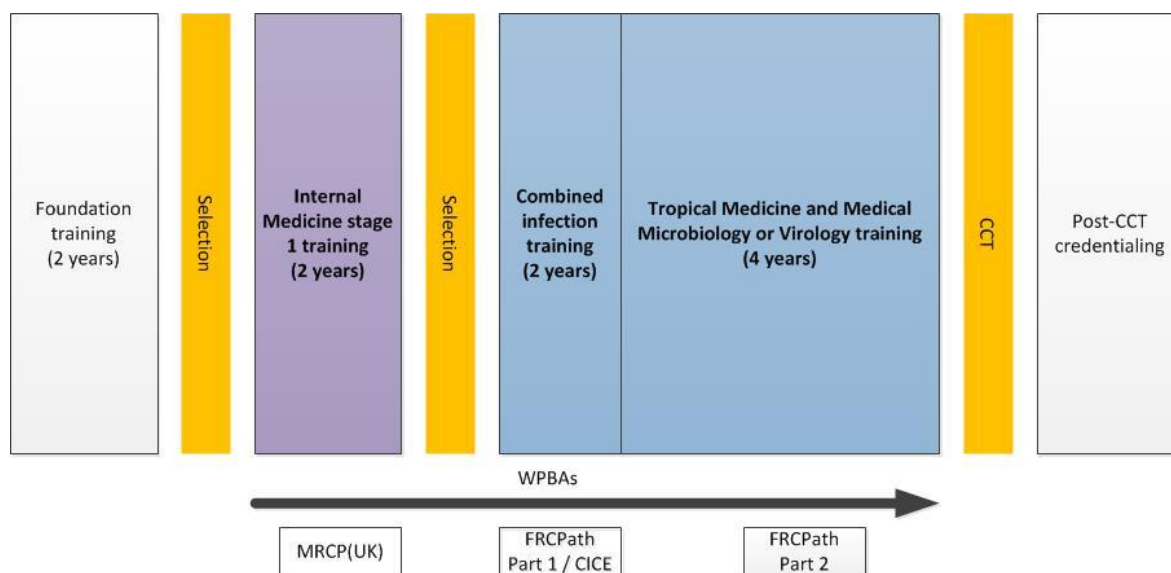 Foundation
training
(2 years)
Selection
Internal
Medicine stage
1 training
(2 years)
Selection
Combined
infection
training
(2 years)
Tropical Medicine and Medical
Microbiology or Virology training
(4 years)
CCT
Post-CCT
credentialing
WPBAs
MRCP(UK)
FRCPath
Part 1 / CICE
FRCPath
Part 2